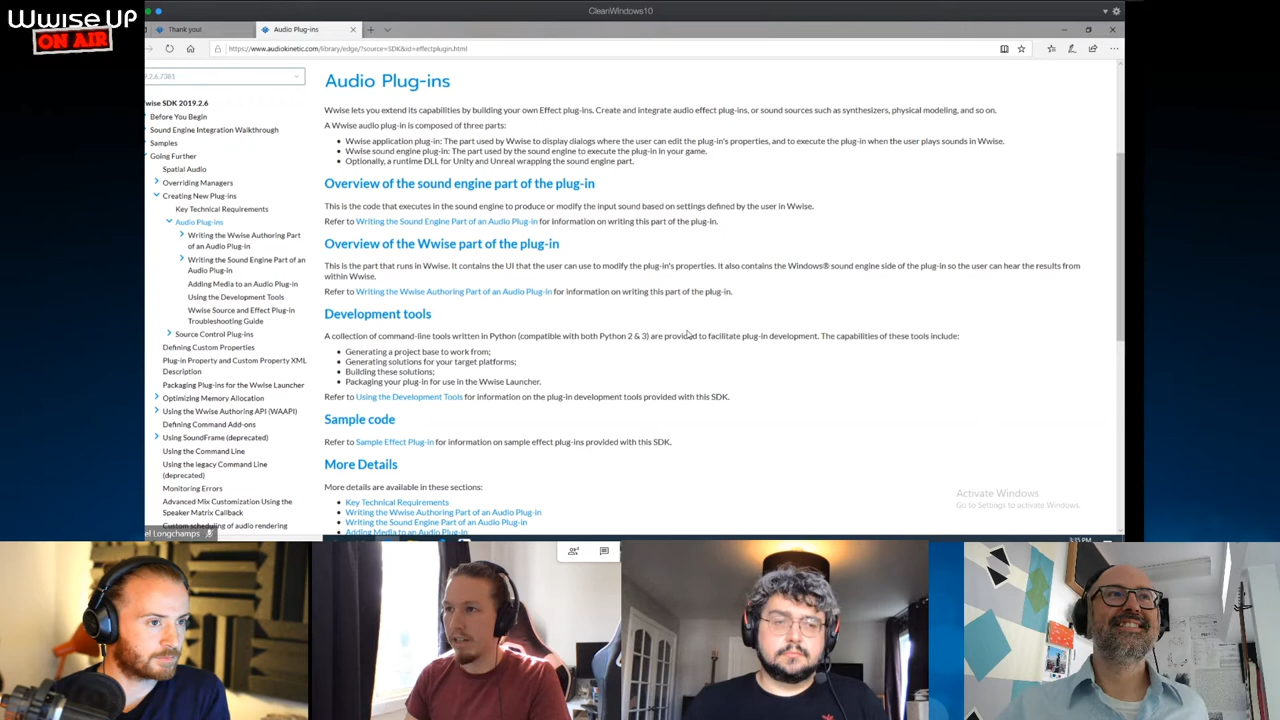 Wwise UP
ON AIR
CleanWindows10
Thank you!
Audio Plug-ins
https://www.audiokinetic.com/library/edge/?source=SDK&id=effectplugin.html
9.2.6.7381
wise SDK 2019.2.6
Before You Begin
Sound Engine Integration Walkthrough
Samples
Going Further
Spatial Audio
Overriding Managers
Creating New Plug-ins
Key Technical Requirements
Audio Plug-ins
Writing the Wwise Authoring Part
of an Audio Plug-in
Writing the Sound Engine Part of an
Audio Plug-in
Adding Media to an Audio Plug-in
Using the Development Tools
Wwise Source and Effect Plug-in
Troubleshooting Guide
Source Control Plug-ins
Defining Custom Properties
Plug-in Property and Custom Property XML
Description
Packaging Plug-ins for the Wwise Launcher
Optimizing Memory Allocation
Using the Wwise Authoring API (WAAPI)
Defining Command Add-ons
Using SoundFrame (deprecated)
Using the Command Line
Using the legacy Command Line
(deprecated)
Monitoring Errors
Advanced Mix Customization Using the
Speaker Matrix Callback
Custom scheduling of audio rendering
el Longchamps
Audio Plug-ins
Wwise lets you extend its capabilities by building your own Effect plug-ins. Create and integrate audio effect plug-ins, or sound sources such as synthesizers, physical modeling, and so on.
A Wwise audio plug-in is composed of three parts:
• Wwise application plug-in: The part used by Wwise to display dialogs where the user can edit the plug-in's properties, and to execute the plug-in when the user plays sounds in Wwise.
• Wwise sound engine plug-in: The part used by the sound engine to execute the plug-in in your game.
• Optionally, a runtime DLL for Unity and Unreal wrapping the sound engine part.
Overview of the sound engine part of the plug-in
This is the code that executes in the sound engine to produce or modify the input sound based on settings defined by the user in Wwise.
Refer to Writing the Sound Engine Part of an Audio Plug-in for information on writing this part of the plug-in.
Overview of the Wwise part of the plug-in
This is the part that runs in Wwise. It contains the UI that the user can use to modify the plug-in's properties. It also contains the Windows® sound engine side of the plug-in so the user can hear the results from
within Wwise.
Refer to Writing the Wwise Authoring Part of an Audio Plug-in for information on writing this part of the plug-in.
Development tools
A collection of command-line tools written in Python (compatible with both Python 2 & 3) are provided to facilitate plug-in development. The capabilities of these tools include:
• Generating a project base to work from;
• Generating solutions for your target platforms;
• Building these solutions;
• Packaging your plug-in for use in the Wwise Launcher.
Refer to Using the Development Tools for information on the plug-in development tools provided with this SDK.
Sample code
Refer to Sample Effect Plug-in for information on sample effect plug-ins provided with this SDK.
More Details
More details are available in these sections:
• Key Technical Requirements
• Writing the Wwise Authoring Part of an Audio Plug-in
• Writing the Sound Engine Part of an Audio Plug-in
• Adding Media to an Audio Plug-in
Activate Windows
Go to Settings to activate Windows.
3:35 PM